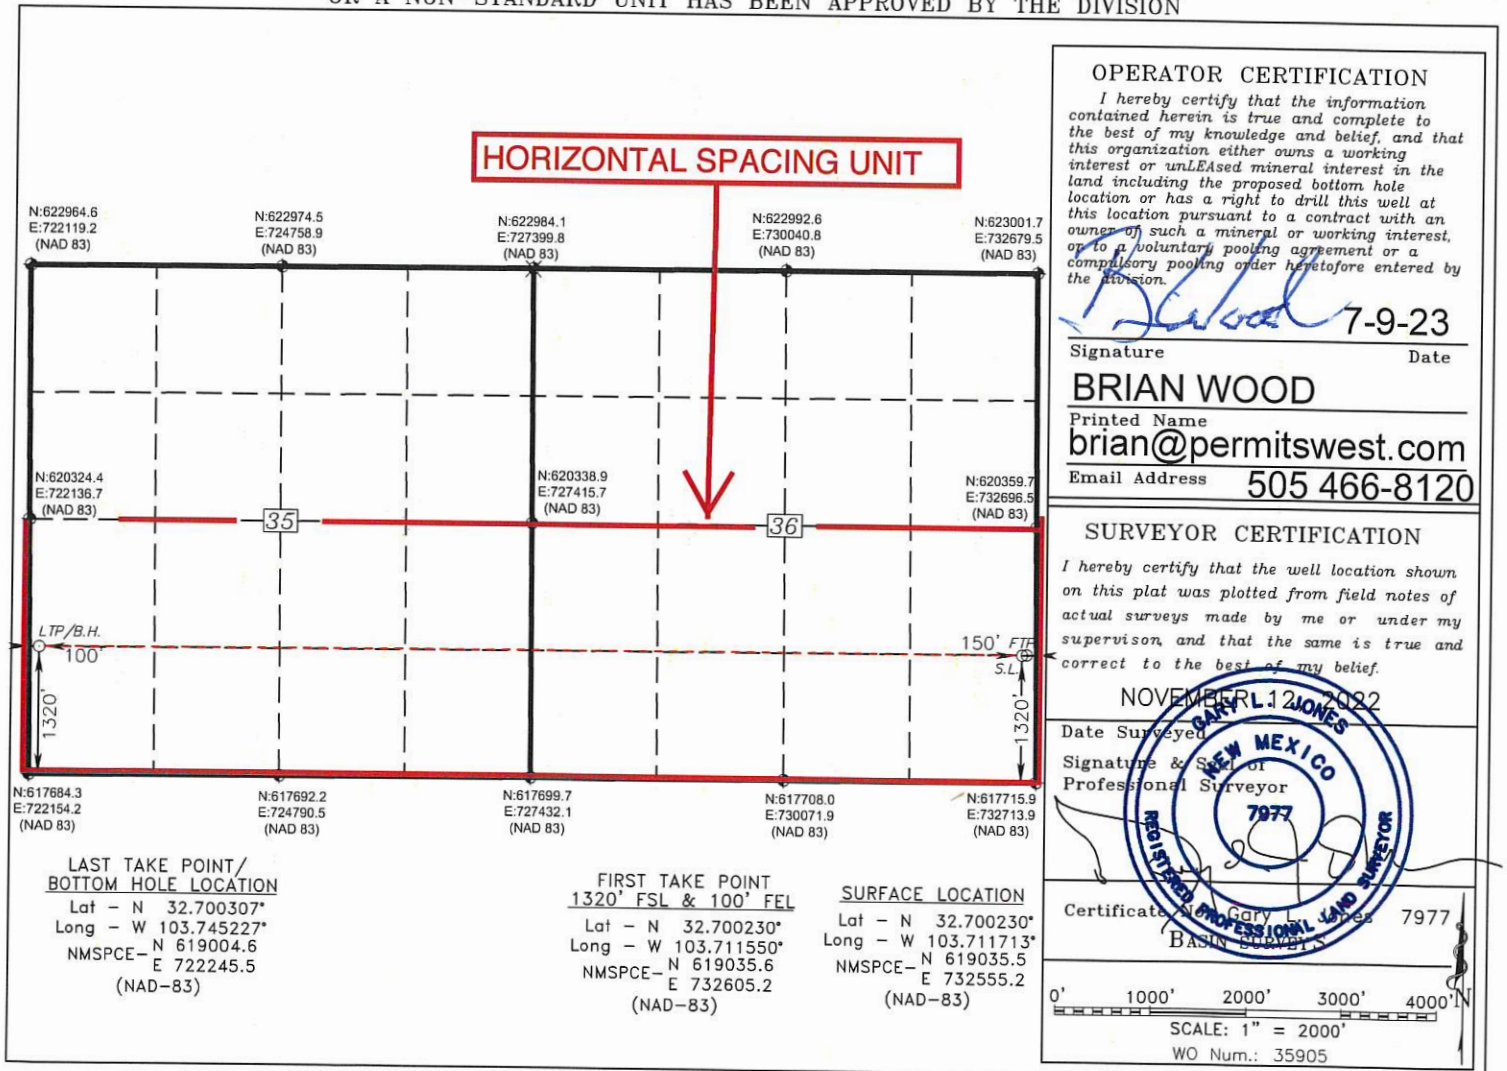 OR A NON-STANDARD UNIT HAS BEEN APPROVED BY THE DIVISION
HORIZONTAL SPACING UNIT
N:622964.6
E:722119.2
(NAD 83)
N:622974.5
E:724758.9
(NAD 83)
N:622984.1
E:727399.8
(NAD 83)
N:622992.6
E:730040.8
(NAD 83)
N:623001.7
E:732679.5
(NAD 83)
N:620324.4
E:722136.7
(NAD 83)
N:620338.9
E:727415.7
(NAD 83)
N:620359.7
E:732696.5
(NAD 83)
35
36
LTP/B.H.
100'
1320'
150' FTP
S.L.
1320'
N:617684.3
E:722154.2
(NAD 83)
N:617692.2
E:724790.5
(NAD 83)
N:617699.7
E:727432.1
(NAD 83)
N:617708.0
E:730071.9
(NAD 83)
N:617715.9
E:732713.9
(NAD 83)
LAST TAKE POINT/
BOTTOM HOLE LOCATION
Lat - N 32.700307°
Long - W 103.745227°
NMSPCE- N 619004.6
E 722245.5
(NAD-83)
FIRST TAKE POINT
1320' FSL & 100' FEL
Lat - N 32.700230°
Long - W 103.711550°
NMSPCE- N 619035.6
E 732605.2
(NAD-83)
SURFACE LOCATION
Lat - N 32.700230°
Long - W 103.711713°
NMSPCE- N 619035.5
E 732555.2
(NAD-83)
OPERATOR CERTIFICATION
I hereby certify that the information
contained herein is true and complete to
the best of my knowledge and belief, and that
this organization either owns a working
interest or unLEAsed mineral interest in the
land including the proposed bottom hole
location or has a right to drill this well at
this location pursuant to a contract with an
owner of such a mineral or working interest,
or to a voluntary pooling agreement or a
compulsory pooling order heretofore entered by
the division.
B Wood 7-9-23
Signature Date
BRIAN WOOD
Printed Name
brian@permitswest.com
Email Address 505 466-8120
SURVEYOR CERTIFICATION
I hereby certify that the well location shown
on this plat was plotted from field notes of
actual surveys made by me or under my
supervison, and that the same is true and
correct to the best of my belief.
NOVEMBER 12, 2022
Date Surveyed
Signature & Seal of
Professional Surveyor
GARY L. JONES
NEW MEXICO
7977
REGISTERED PROFESSIONAL LAND SURVEYOR
Certificate No. Gary L. Jones 7977
BASIN SURVEYS
0' 1000' 2000' 3000' 4000'
N
SCALE: 1" = 2000'
WO Num.: 35905